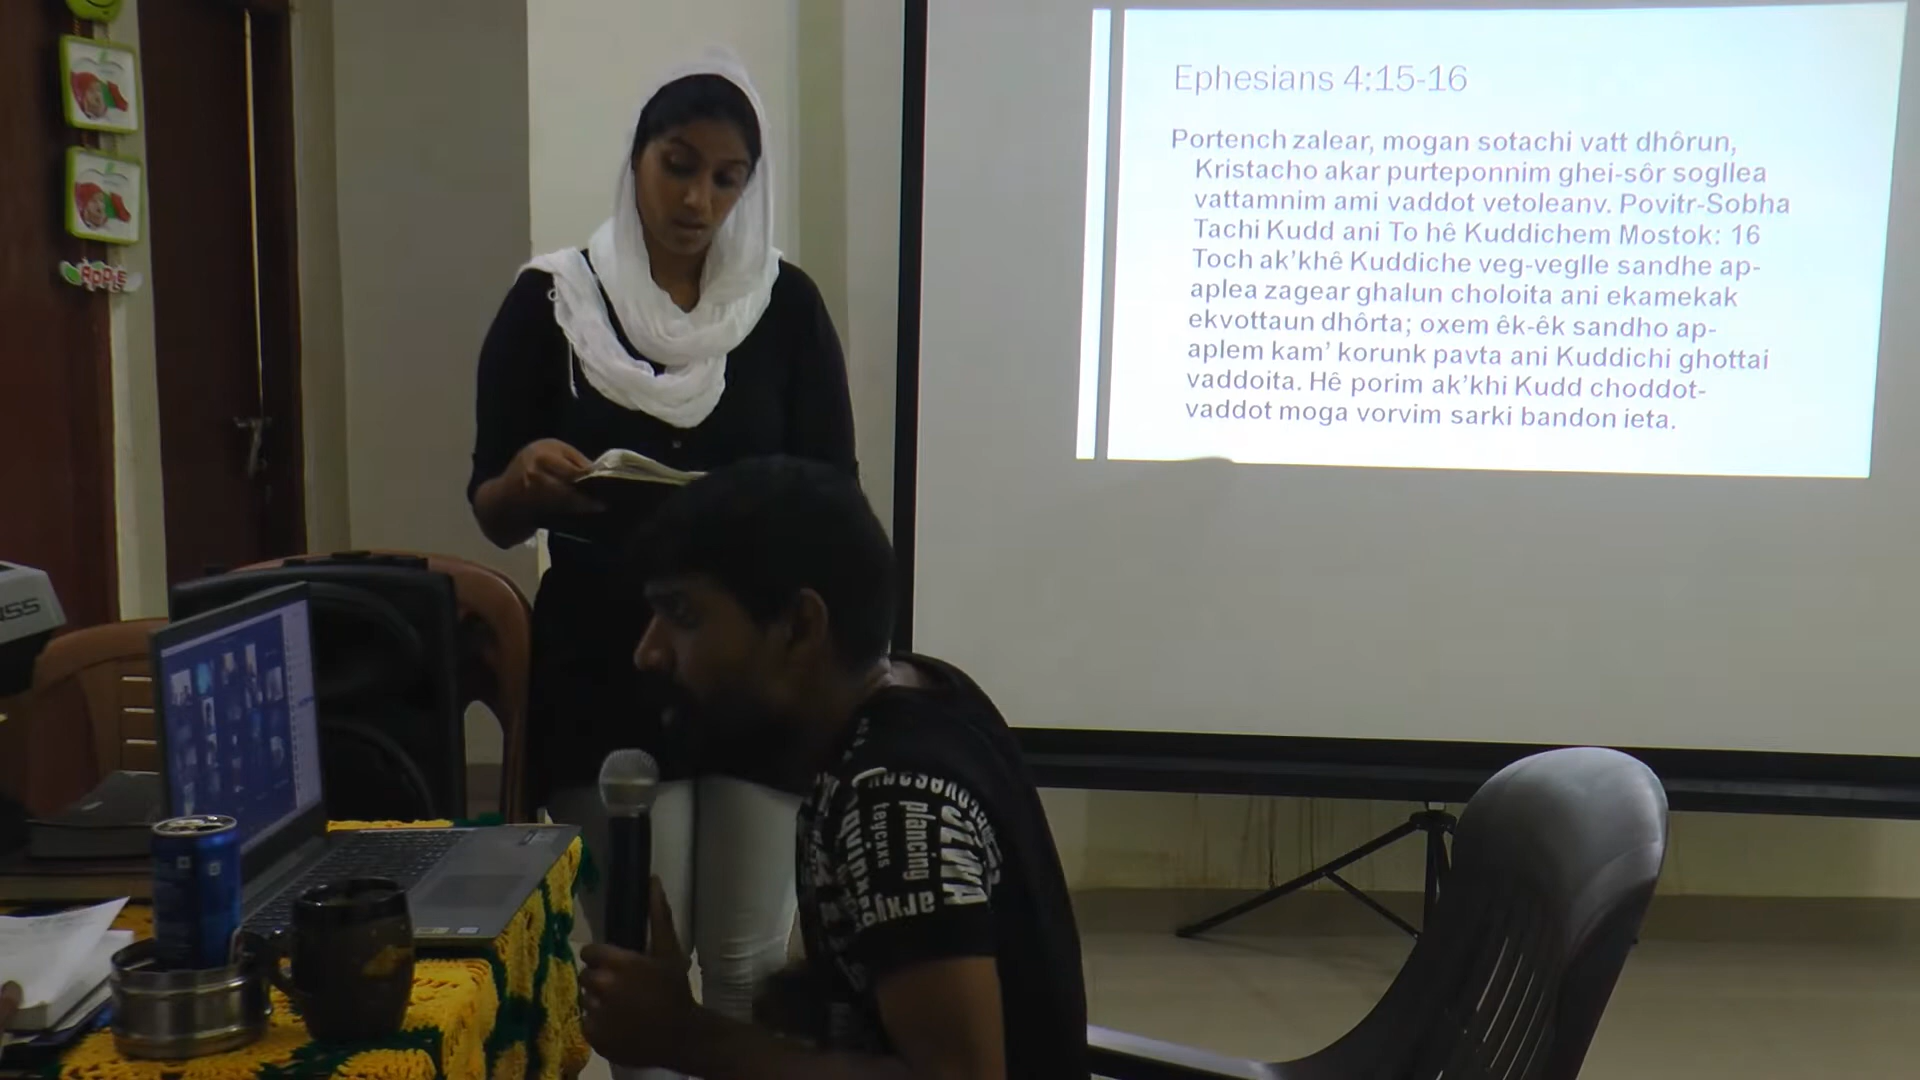 Ephesians 4:15-16
Portench zalear, mogan sotachi vatt dhôrun,
Kristacho akar purteponnim ghei-sôr sogllea
vattamnim ami vaddot vetoleanv. Povitr-Sobha
Tachi Kudd ani To hê Kuddichem Mostok: 16
Toch ak’khê Kuddiche veg-veglle sandhe ap-
aplea zagear ghalun choloita ani ekamekak
ekvottaun dhôrta; oxem êk-êk sandho ap-
aplem kam’ korunk pavta ani Kuddichi ghottai
vaddoita. Hê porim ak’khi Kudd choddot-
vaddot moga vorvim sarki bandon ieta.
APPLE
plancing